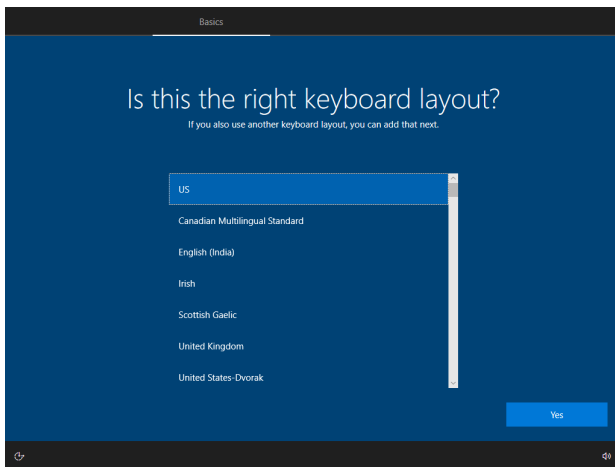 Basics
Is this the right keyboard layout?
If you also use another keyboard layout, you can add that next.
US
Canadian Multilingual Standard
English (India)
Irish
Scottish Gaelic
United Kingdom
United States-Dvorak
Yes